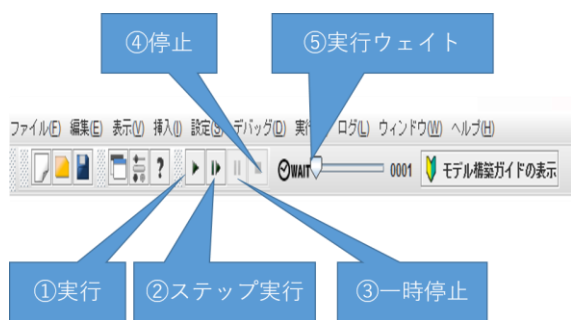 ④停止
⑤実行ウェイト
ファイル(F) 編集(E) 表示(V) 挿入(I) 設定(S) デバッグ(D) 実行 ログ(L) ウィンドウ(W) ヘルプ(H)
? WAIT 0001 モデル構築ガイドの表示
①実行
②ステップ実行
③一時停止